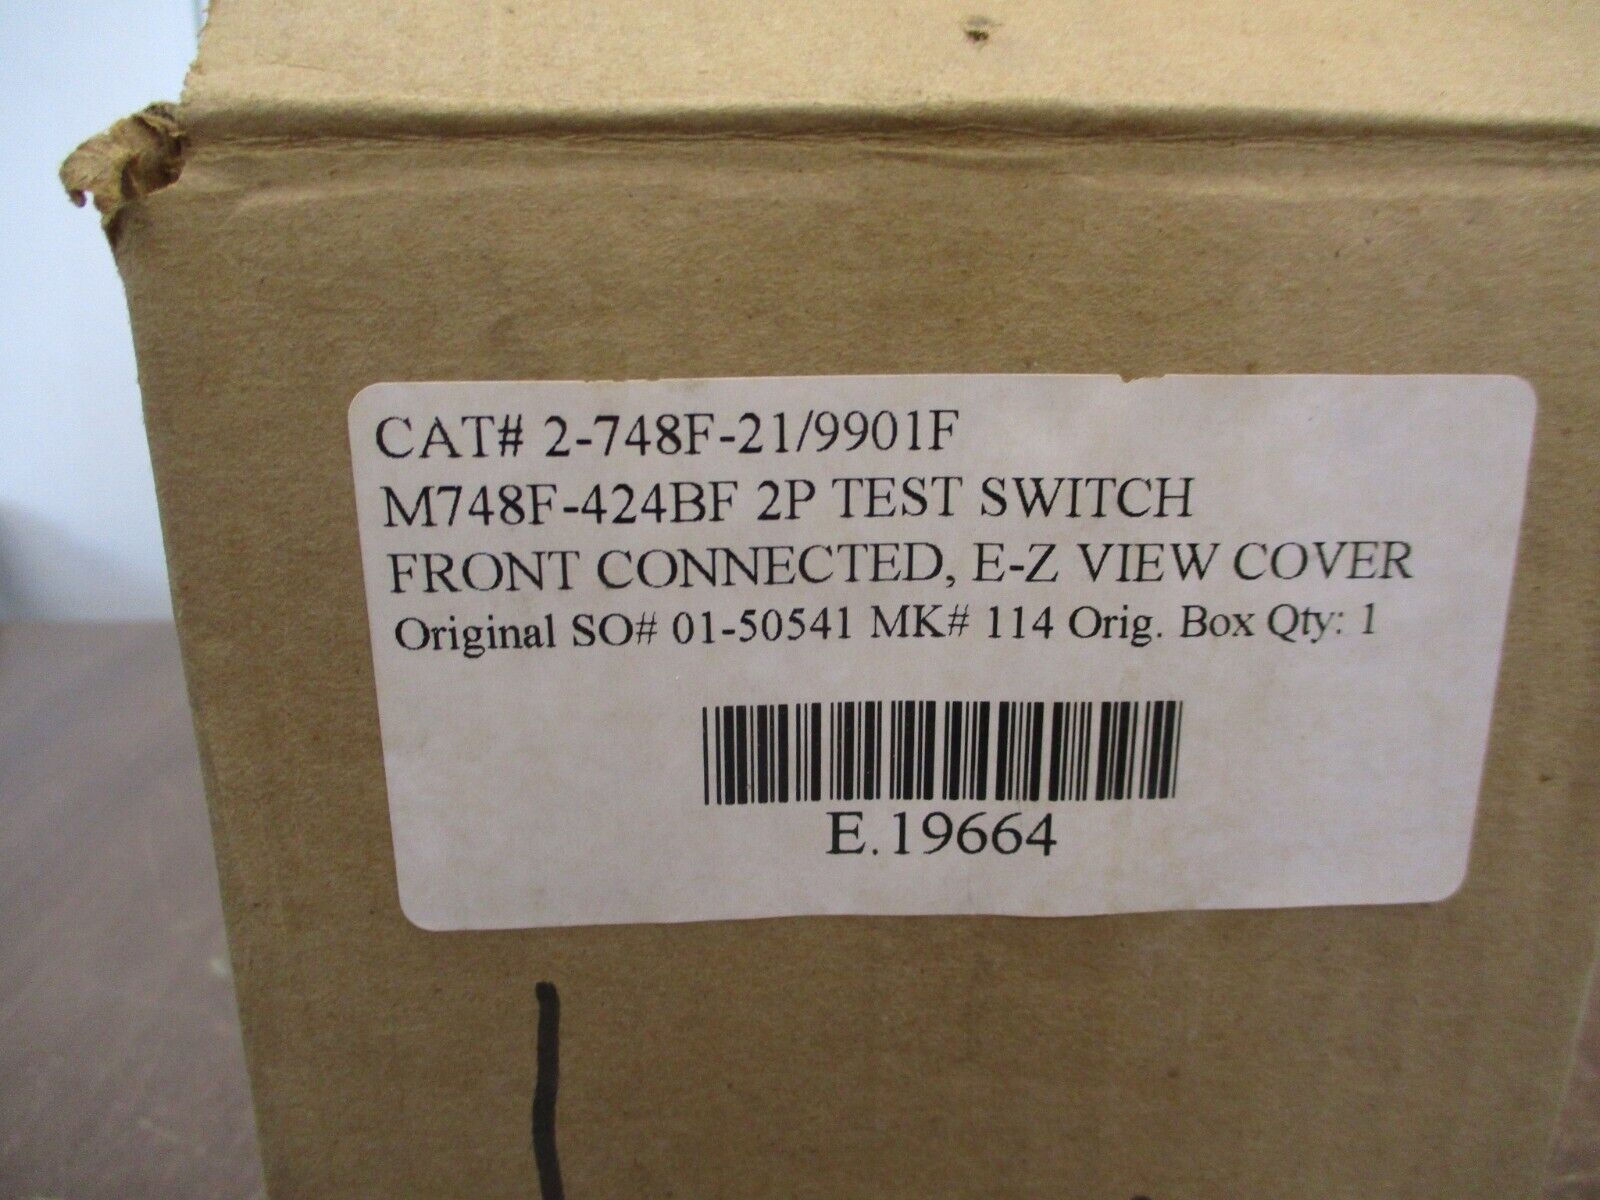 CAT# 2-748F-21/9901F
M748F-424BF 2P TEST SWITCH
FRONT CONNECTED, E-Z VIEW COVER
Original SO# 01-50541 MK# 114 Orig. Box Qty: 1
E.19664